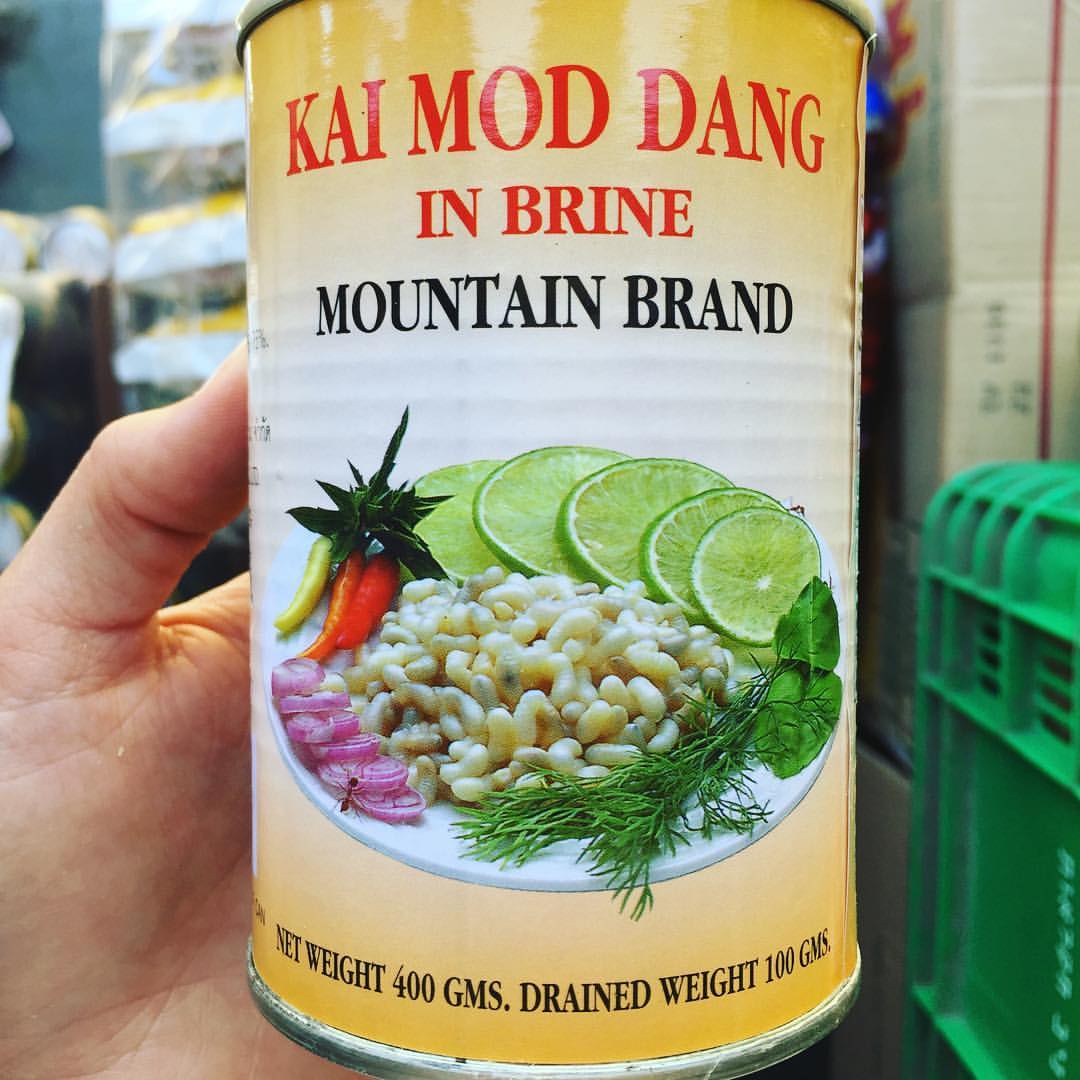 KAI MOD DANG
IN BRINE
MOUNTAIN BRAND
NET WEIGHT 400 GMS. DRAINED WEIGHT 100 GMS.